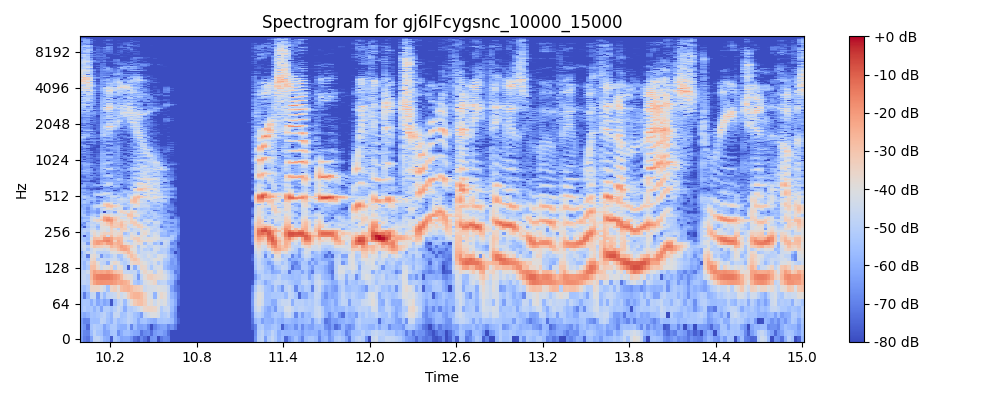 Spectrogram for gj6IFcygsnc_10000_15000
8192
4096
2048
1024
512
256
128
64
0
Hz
10.2 10.8 11.4 12.0 12.6 13.2 13.8 14.4 15.0
Time
+0 dB
-10 dB
-20 dB
-30 dB
-40 dB
-50 dB
-60 dB
-70 dB
-80 dB